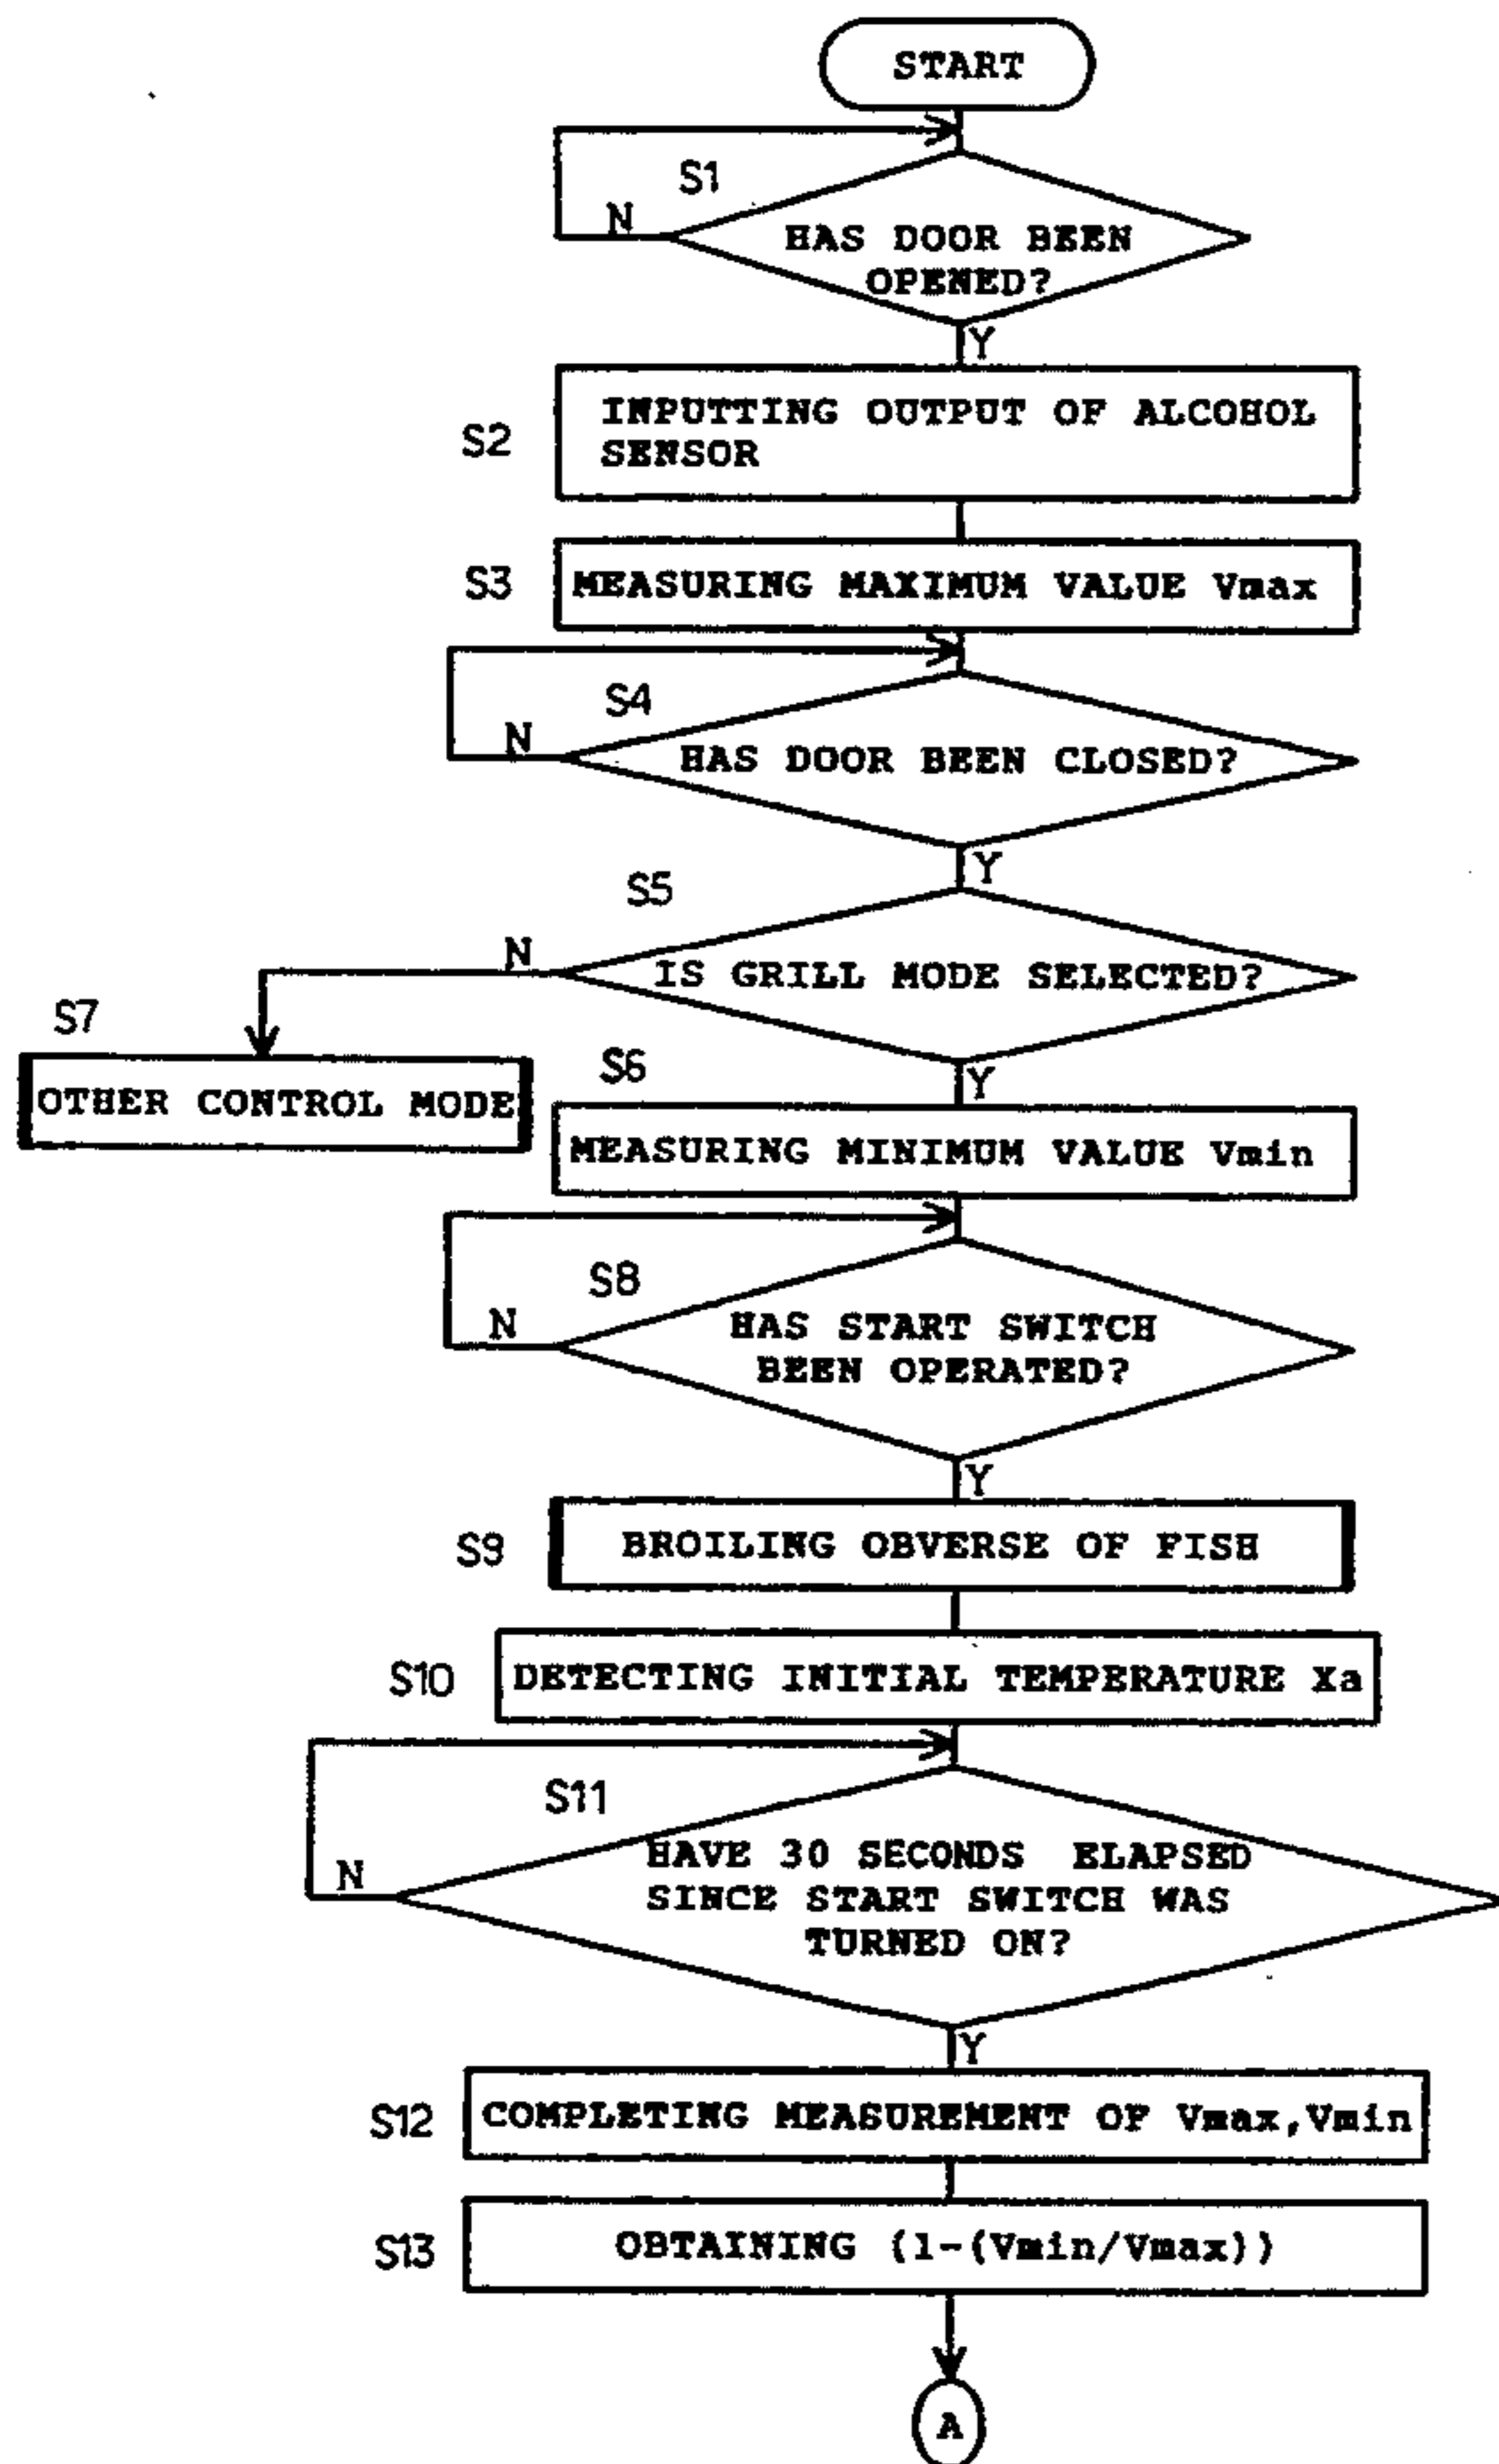 START
S1
N
HAS DOOR BEEN
OPENED?
Y
S2
INPUTTING OUTPUT OF ALCOHOL
SENSOR
S3
MEASURING MAXIMUM VALUE Vmax
S4
N
HAS DOOR BEEN CLOSED?
Y
S5
N
IS GRILL MODE SELECTED?
S7
Y
OTHER CONTROL MODE
S6
MEASURING MINIMUM VALUE Vmin
S8
N
HAS START SWITCH
BEEN OPERATED?
Y
S9
BROILING OBVERSE OF FISH
S10
DETECTING INITIAL TEMPERATURE Xa
S11
N
HAVE 30 SECONDS ELAPSED
SINCE START SWITCH WAS
TURNED ON?
Y
S12
COMPLETING MEASUREMENT OF Vmax,Vmin
S13
OBTAINING (1-(Vmin/Vmax))
A